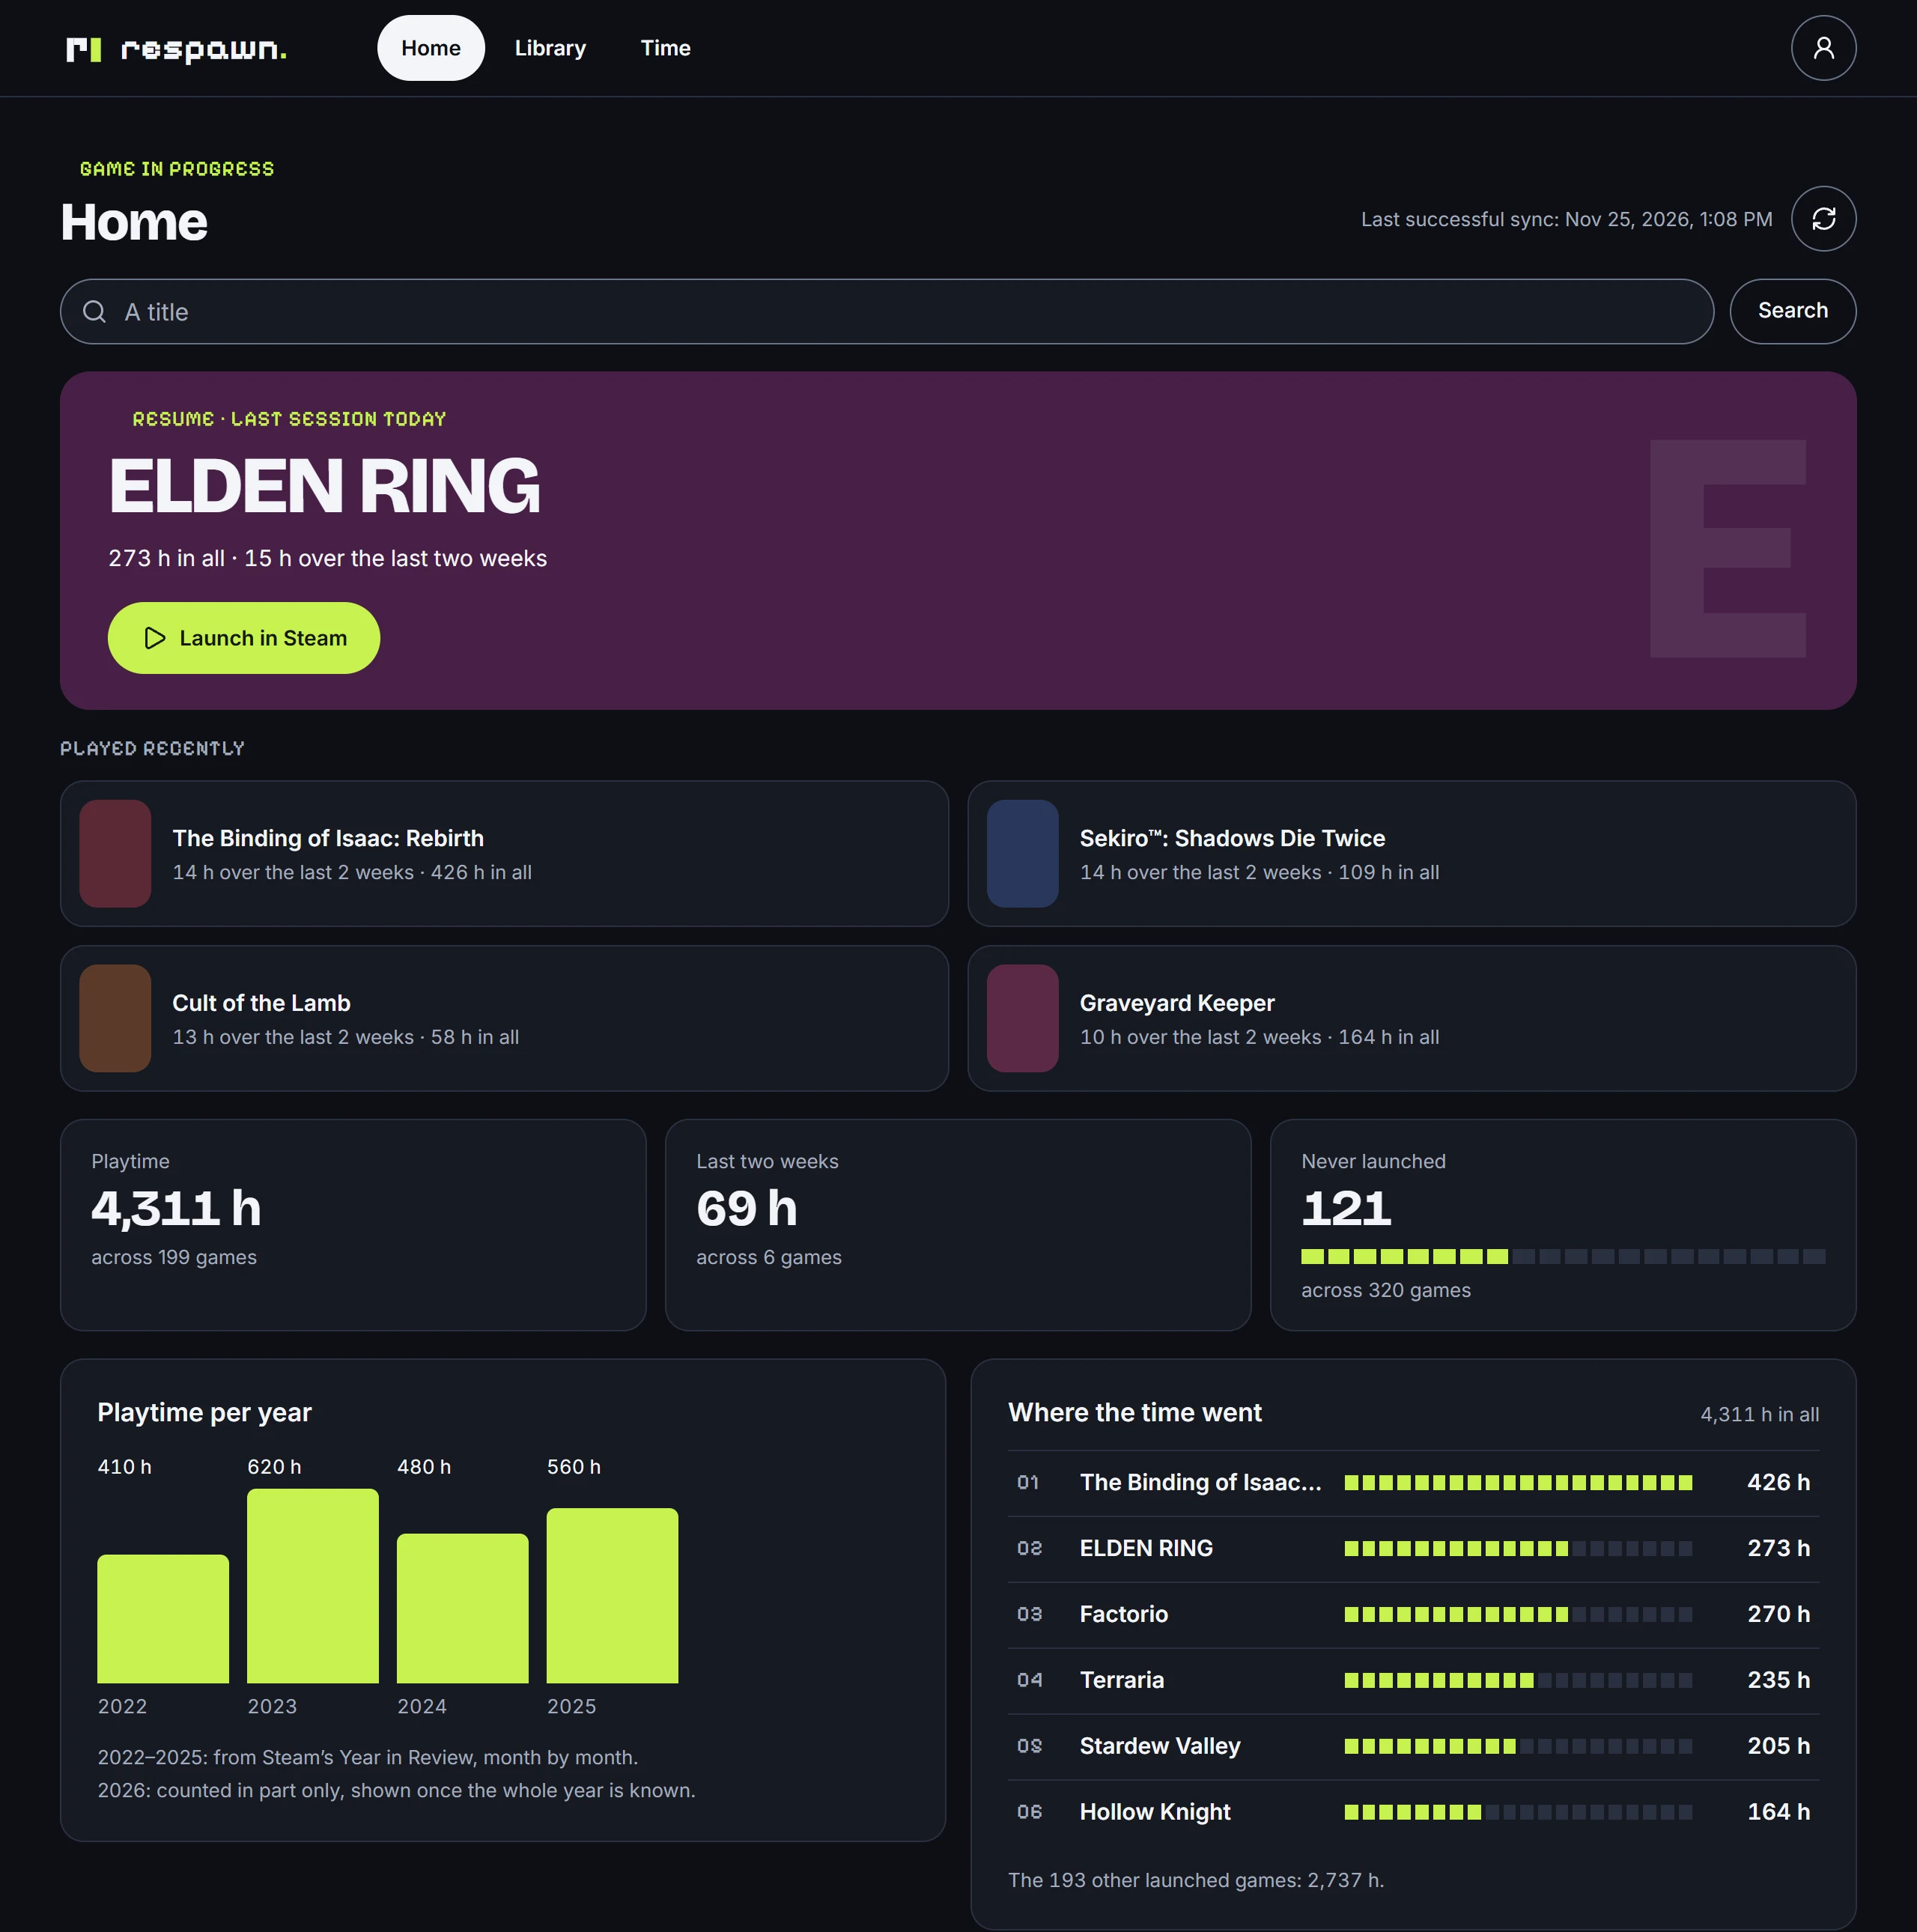 respawn.
Home
Library
Time
GAME IN PROGRESS
Home
Last successful sync: Nov 25, 2026, 1:08 PM
A title
Search
RESUME · LAST SESSION TODAY
ELDEN RING
273 h in all · 15 h over the last two weeks
Launch in Steam
E
PLAYED RECENTLY
The Binding of Isaac: Rebirth
14 h over the last 2 weeks · 426 h in all
Sekiro™: Shadows Die Twice
14 h over the last 2 weeks · 109 h in all
Cult of the Lamb
13 h over the last 2 weeks · 58 h in all
Graveyard Keeper
10 h over the last 2 weeks · 164 h in all
Playtime
4,311 h
across 199 games
Last two weeks
69 h
across 6 games
Never launched
121
across 320 games
Playtime per year
410 h 620 h 480 h 560 h
2022 2023 2024 2025
2022–2025: from Steam’s Year in Review, month by month.
2026: counted in part only, shown once the whole year is known.
Where the time went
4,311 h in all
01 The Binding of Isaac… 426 h
02 ELDEN RING 273 h
03 Factorio 270 h
04 Terraria 235 h
05 Stardew Valley 205 h
06 Hollow Knight 164 h
The 193 other launched games: 2,737 h.